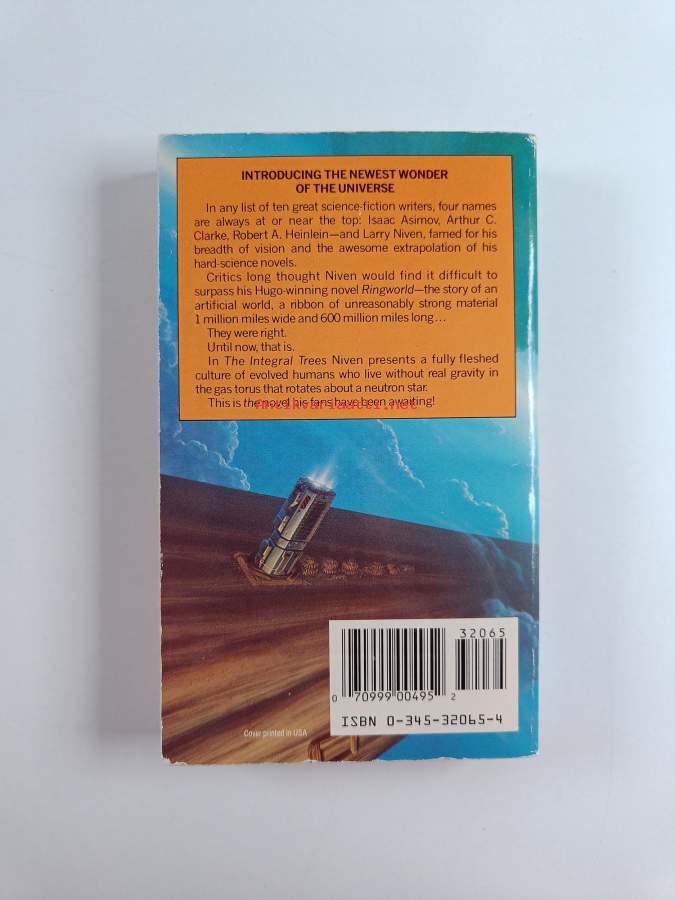 INTRODUCING THE NEWEST WONDER
OF THE UNIVERSE
In any list of ten great science-fiction writers, four names
are always at or near the top: Isaac Asimov, Arthur C.
Clarke, Robert A. Heinlein—and Larry Niven, famed for his
breadth of vision and the awesome extrapolation of his
hard-science novels.
Critics long thought Niven would find it difficult to
surpass his Hugo-winning novel Ringworld—the story of an
artificial world, a ribbon of unreasonably strong material
1 million miles wide and 600 million miles long...
They were right.
Until now, that is.
In The Integral Trees Niven presents a fully fleshed
culture of evolved humans who live without real gravity in
the gas torus that rotates about a neutron star.
This is the novel his fans have been awaiting!
Antikvariaatti.net
32065
0 70999 00495 2
ISBN 0-345-32065-4
Cover printed in USA